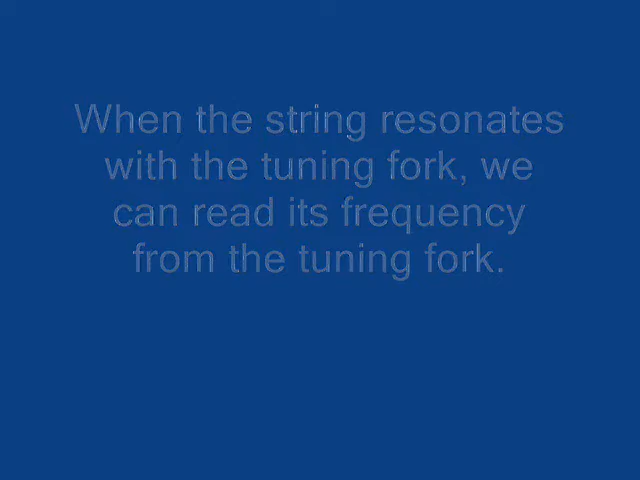 When the string resonates
with the tuning fork, we
can read its frequency
from the tuning fork.